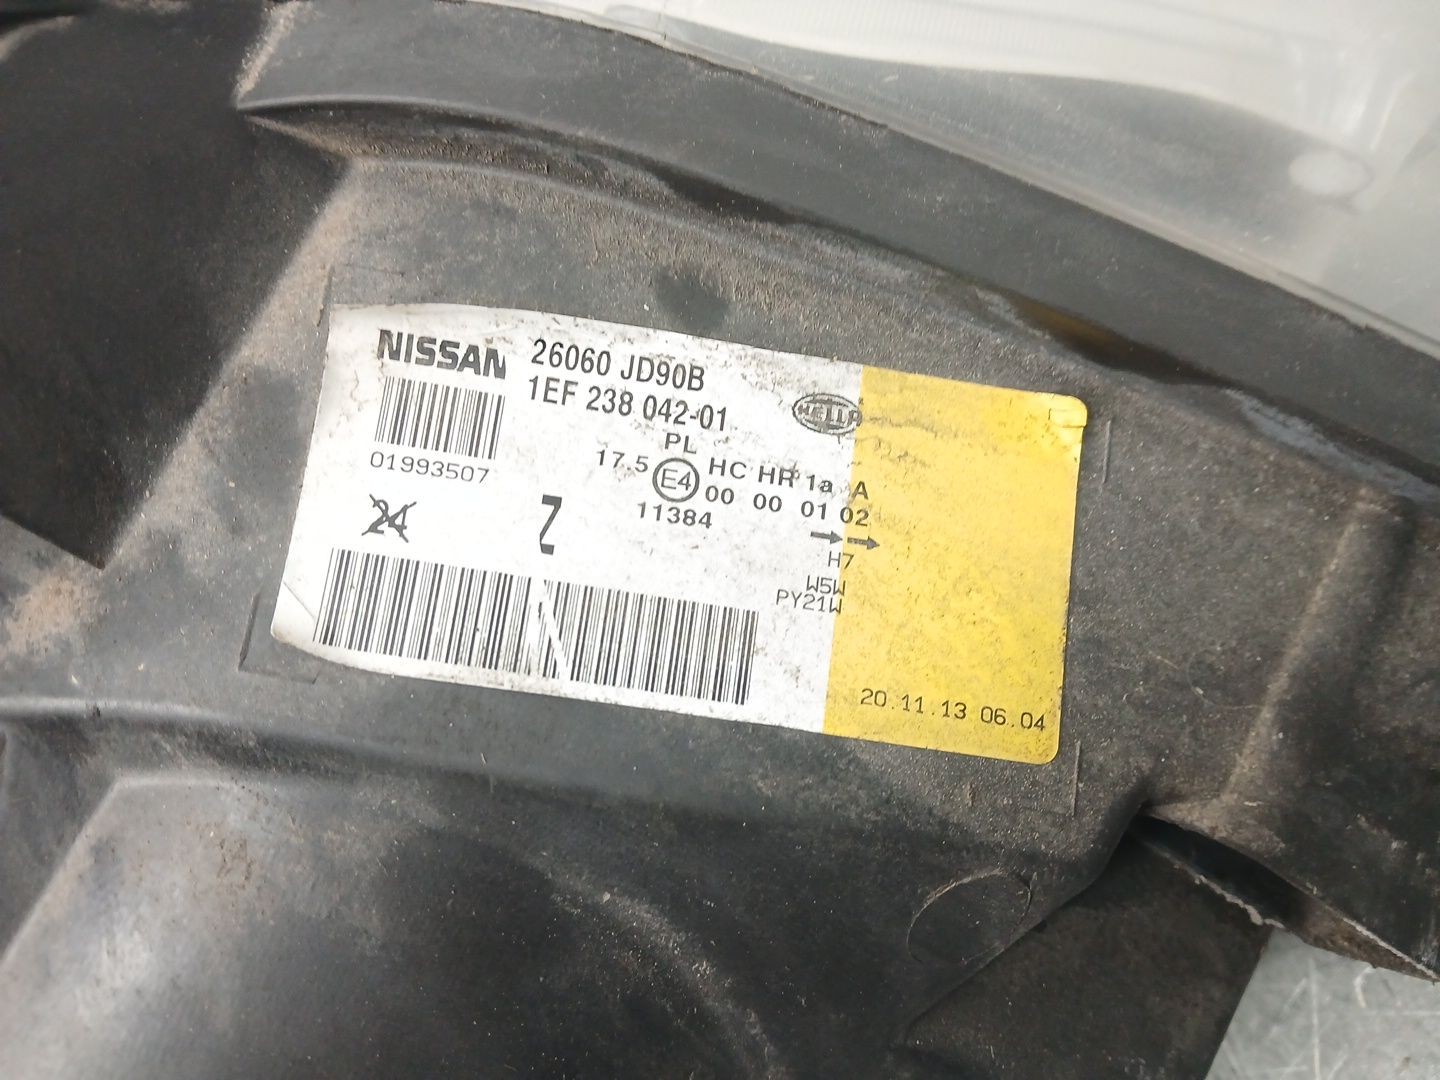 NISSAN
26060 JD90B
1EF 238 042-01
HELLA
01993507
PL
17.5 E4 HC HR 1a A
00 00 01 02
11384
24
Z
H7
W5W
PY21W
20.11.13 06.04